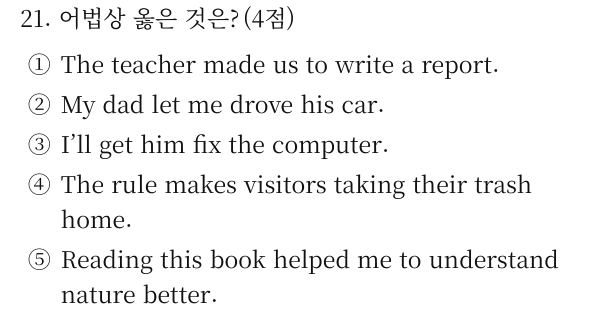 21. 어법상 옳은 것은? (4점)
① The teacher made us to write a report.
② My dad let me drove his car.
③ I’ll get him fix the computer.
④ The rule makes visitors taking their trash
home.
⑤ Reading this book helped me to understand
nature better.